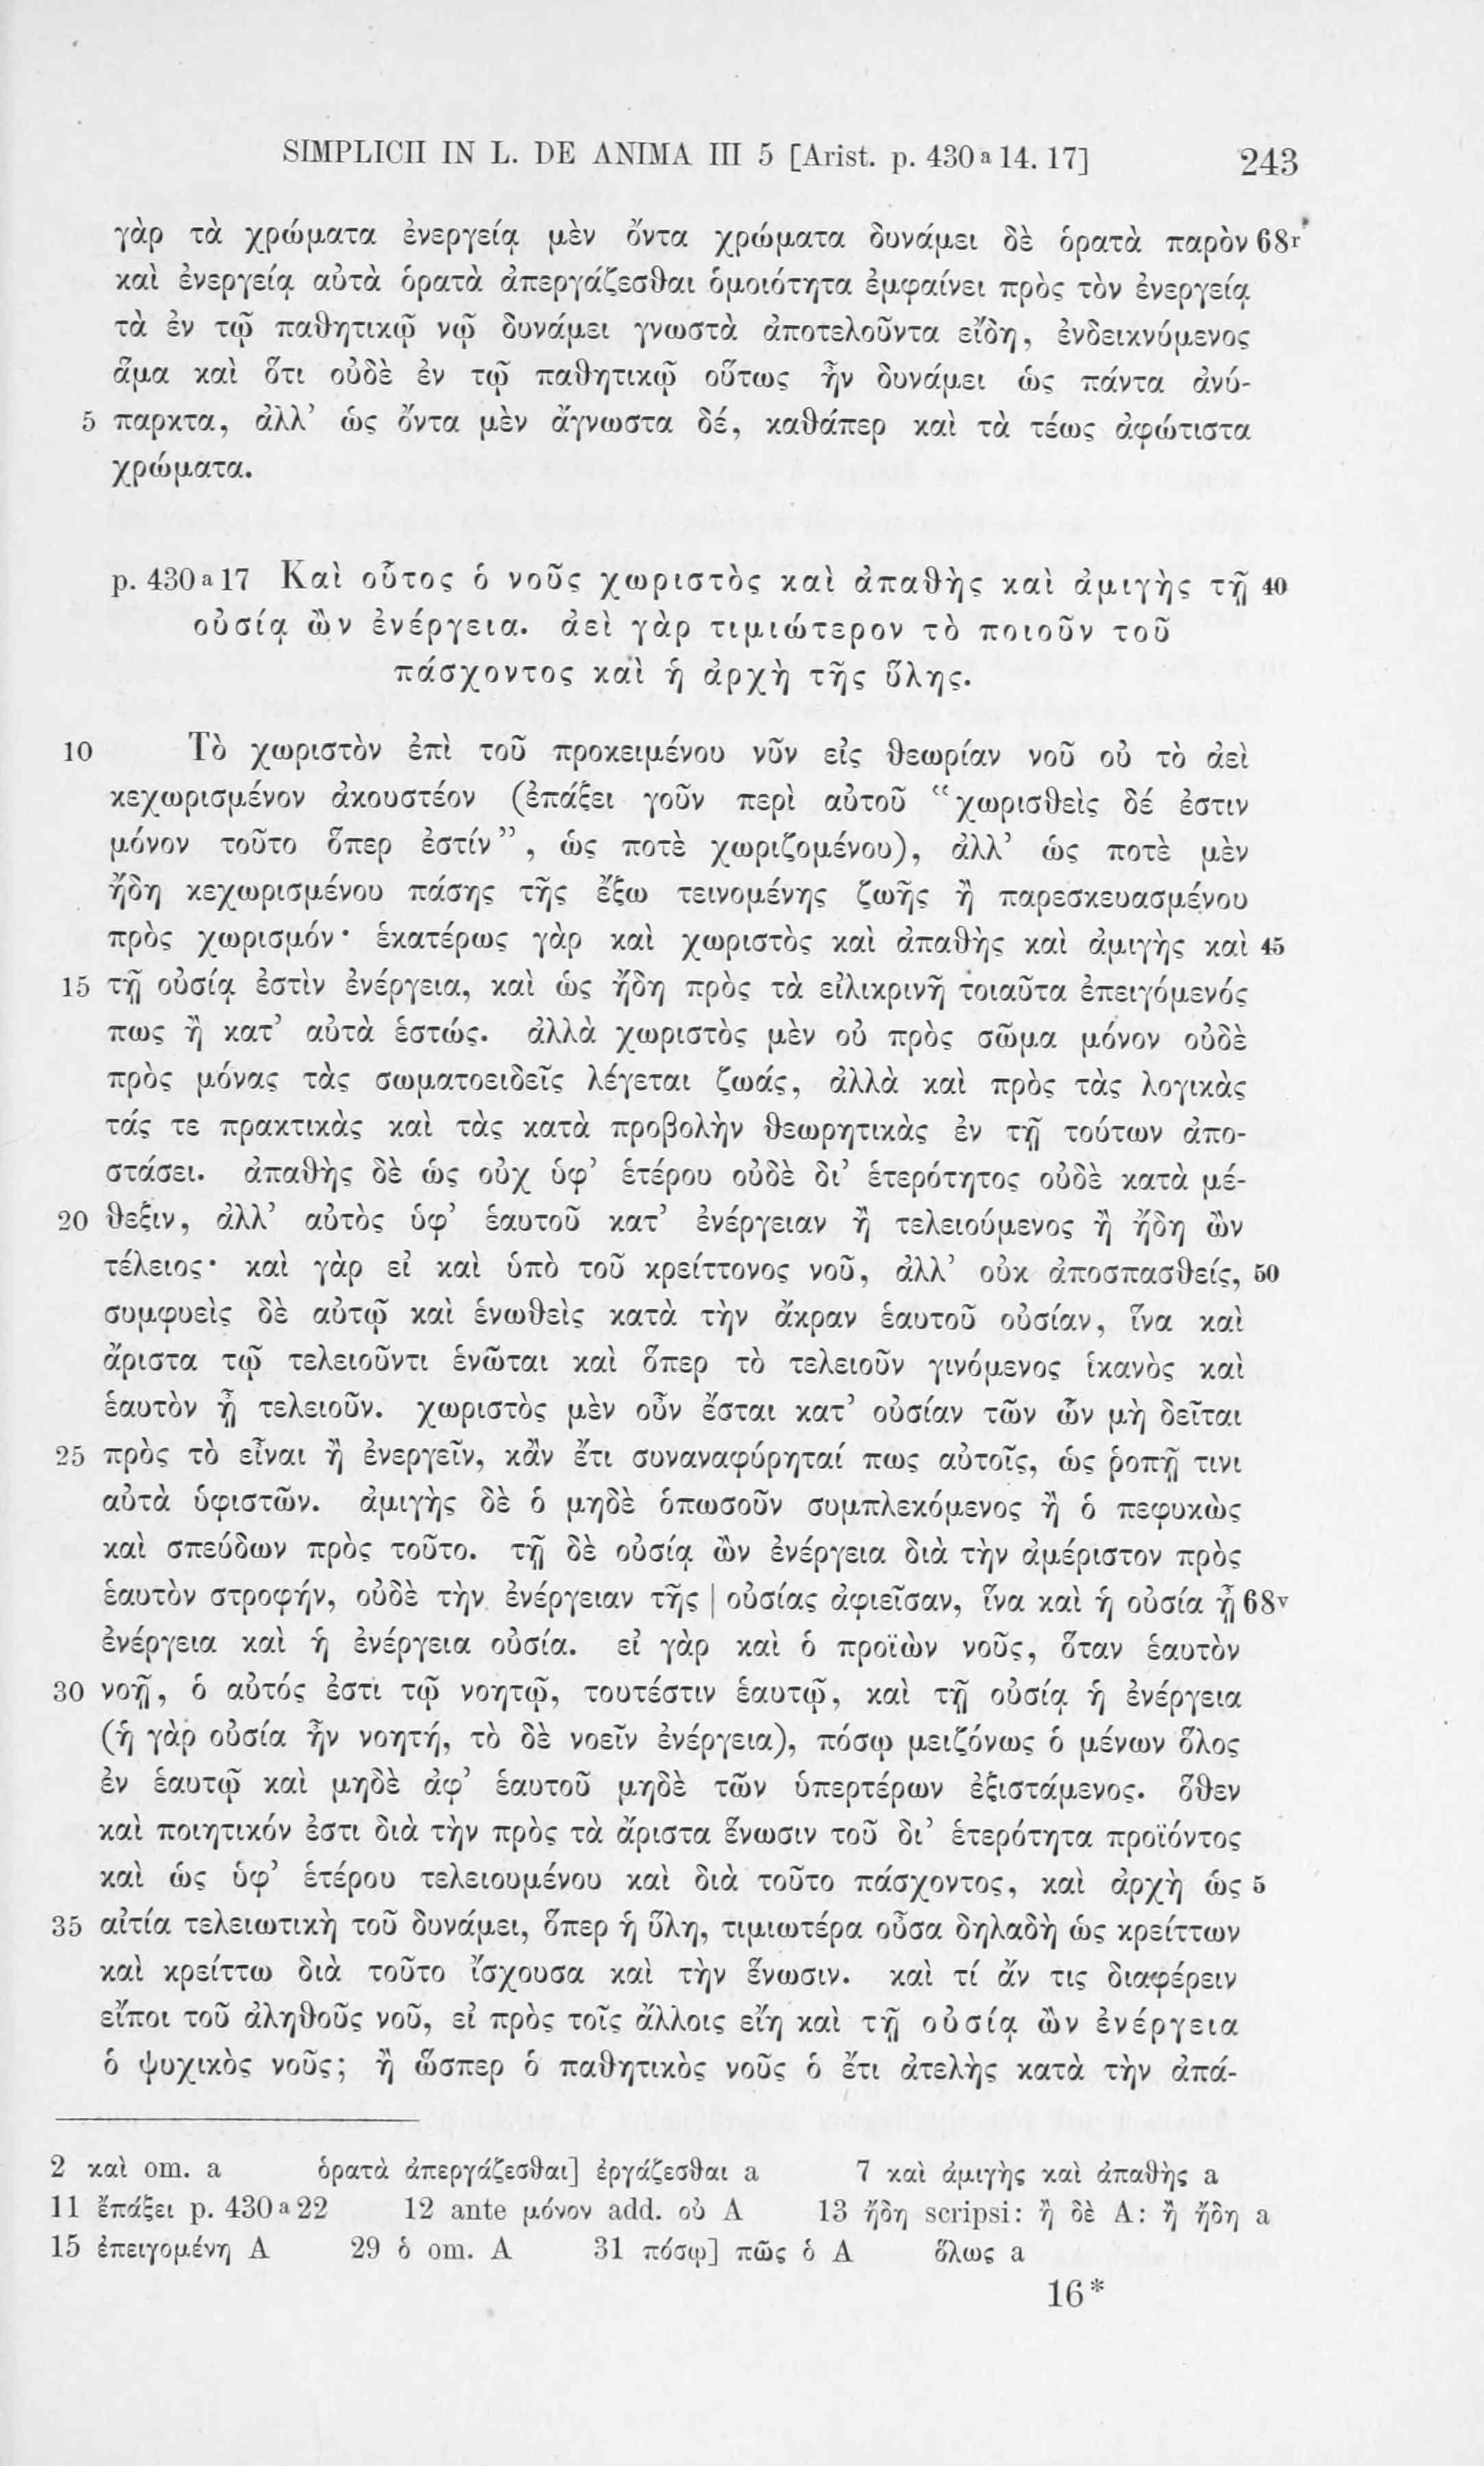 SIMPLICII IN L. DE ANIMA III 5 [Arist. p. 430 a 14. 17] 243
γὰρ τὰ χρώματα ἐνεργείᾳ μὲν ὄντα χρώματα δυνάμει δὲ ὁρατὰ παρὸν 68r
καὶ ἐνεργείᾳ αὐτὰ ὁρατὰ ἀπεργάζεσθαι ὁμοιότητα ἐμφαίνει πρὸς τὸν ἐνεργείᾳ
τὰ ἐν τῷ παθητικῷ νῷ δυνάμει γνωστὰ ἀποτελοῦντα εἴδη, ἐνδεικνύμενος
ἅμα καὶ ὅτι οὐδὲ ἐν τῷ παθητικῷ οὕτως ἦν δυνάμει ὡς πάντα ἀνύ-
5 παρκτα, ἀλλ’ ὡς ὄντα μὲν ἄγνωστα δέ, καθάπερ καὶ τὰ τέως ἀφώτιστα
χρώματα.
p. 430 a 17 Καὶ οὗτος ὁ νοῦς χωριστὸς καὶ ἀπαθὴς καὶ ἀμιγὴς τῇ 40
οὐσίᾳ ὢν ἐνέργεια. ἀεὶ γὰρ τιμιώτερον τὸ ποιοῦν τοῦ
πάσχοντος καὶ ἡ ἀρχὴ τῆς ὕλης.
10 Τὸ χωριστὸν ἐπὶ τοῦ προκειμένου νῦν εἰς θεωρίαν νοῦ οὐ τὸ ἀεὶ
κεχωρισμένον ἀκουστέον (ἐπάξει γοῦν περὶ αὐτοῦ “χωρισθεὶς δέ ἐστιν
μόνον τοῦτο ὅπερ ἐστίν”, ὡς ποτὲ χωριζομένου), ἀλλ’ ὡς ποτὲ μὲν
ἤδη κεχωρισμένου πάσης τῆς ἔξω τεινομένης ζωῆς ἢ παρεσκευασμένου
πρὸς χωρισμόν· ἑκατέρως γὰρ καὶ χωριστὸς καὶ ἀπαθὴς καὶ ἀμιγὴς καὶ 45
15 τῇ οὐσίᾳ ἐστὶν ἐνέργεια, καὶ ὡς ἤδη πρὸς τὰ εἰλικρινῆ τοιαῦτα ἐπειγόμενός
πως ἢ κατ’ αὐτὰ ἑστώς. ἀλλὰ χωριστὸς μὲν οὐ πρὸς σῶμα μόνον οὐδὲ
πρὸς μόνας τὰς σωματοειδεῖς λέγεται ζωάς, ἀλλὰ καὶ πρὸς τὰς λογικὰς
τάς τε πρακτικὰς καὶ τὰς κατὰ προβολὴν θεωρητικὰς ἐν τῇ τούτων ἀπο-
στάσει. ἀπαθὴς δὲ ὡς οὐχ ὑφ’ ἑτέρου οὐδὲ δι’ ἑτερότητος οὐδὲ κατὰ μέ-
20 θεξιν, ἀλλ’ αὐτὸς ὑφ’ ἑαυτοῦ κατ’ ἐνέργειαν ἢ τελειούμενος ἢ ἤδη ὢν
τέλειος· καὶ γὰρ εἰ καὶ ὑπὸ τοῦ κρείττονος νοῦ, ἀλλ’ οὐκ ἀποσπασθείς, 50
συμφυεὶς δὲ αὐτῷ καὶ ἑνωθεὶς κατὰ τὴν ἄκραν ἑαυτοῦ οὐσίαν, ἵνα καὶ
ἄριστα τῷ τελειοῦντι ἑνῶται καὶ ὅπερ τὸ τελειοῦν γινόμενος ἱκανὸς καὶ
ἑαυτὸν ᾖ τελειοῦν. χωριστὸς μὲν οὖν ἔσται κατ’ οὐσίαν τῶν ὧν μὴ δεῖται
25 πρὸς τὸ εἶναι ἢ ἐνεργεῖν, κἂν ἔτι συναναφύρηταί πως αὐτοῖς, ὡς ῥοπῇ τινι
αὐτὰ ὑφιστῶν. ἀμιγὴς δὲ ὁ μηδὲ ὁπωσοῦν συμπλεκόμενος ἢ ὁ πεφυκὼς
καὶ σπεύδων πρὸς τοῦτο. τῇ δὲ οὐσίᾳ ὢν ἐνέργεια διὰ τὴν ἀμέριστον πρὸς
ἑαυτὸν στροφήν, οὐδὲ τὴν ἐνέργειαν τῆς | οὐσίας ἀφιεῖσαν, ἵνα καὶ ἡ οὐσία ᾖ 68v
ἐνέργεια καὶ ἡ ἐνέργεια οὐσία. εἰ γὰρ καὶ ὁ προϊὼν νοῦς, ὅταν ἑαυτὸν
30 νοῇ, ὁ αὐτός ἐστι τῷ νοητῷ, τουτέστιν ἑαυτῷ, καὶ τῇ οὐσίᾳ ἡ ἐνέργεια
(ἡ γὰρ οὐσία ἦν νοητή, τὸ δὲ νοεῖν ἐνέργεια), πόσῳ μειζόνως ὁ μένων ὅλος
ἐν ἑαυτῷ καὶ μηδὲ ἀφ’ ἑαυτοῦ μηδὲ τῶν ὑπερτέρων ἐξιστάμενος. ὅθεν
καὶ ποιητικόν ἐστι διὰ τὴν πρὸς τὰ ἄριστα ἕνωσιν τοῦ δι’ ἑτερότητα προϊόντος
καὶ ὡς ὑφ’ ἑτέρου τελειουμένου καὶ διὰ τοῦτο πάσχοντος, καὶ ἀρχὴ ὡς 5
35 αἰτία τελειωτικὴ τοῦ δυνάμει, ὅπερ ἡ ὕλη, τιμιωτέρα οὖσα δηλαδὴ ὡς κρείττων
καὶ κρείττω διὰ τοῦτο ἴσχουσα καὶ τὴν ἕνωσιν. καὶ τί ἄν τις διαφέρειν
εἴποι τοῦ ἀληθοῦς νοῦ, εἰ πρὸς τοῖς ἄλλοις εἴη καὶ τῇ οὐσίᾳ ὢν ἐνέργεια
ὁ ψυχικὸς νοῦς; ἢ ὥσπερ ὁ παθητικὸς νοῦς ὁ ἔτι ἀτελὴς κατὰ τὴν ἀπά-
2 καὶ om. a ὁρατὰ ἀπεργάζεσθαι] ἐργάζεσθαι a 7 καὶ ἀμιγὴς καὶ ἀπαθὴς a
11 ἐπάξει p. 430 a 22 12 ante μόνον add. οὐ A 13 ἤδη scripsi: ἢ δὲ A: ἢ ἤδη a
15 ἐπειγομένη A 29 ὁ om. A 31 πόσῳ] πῶς ὁ A ὅλως a
16*